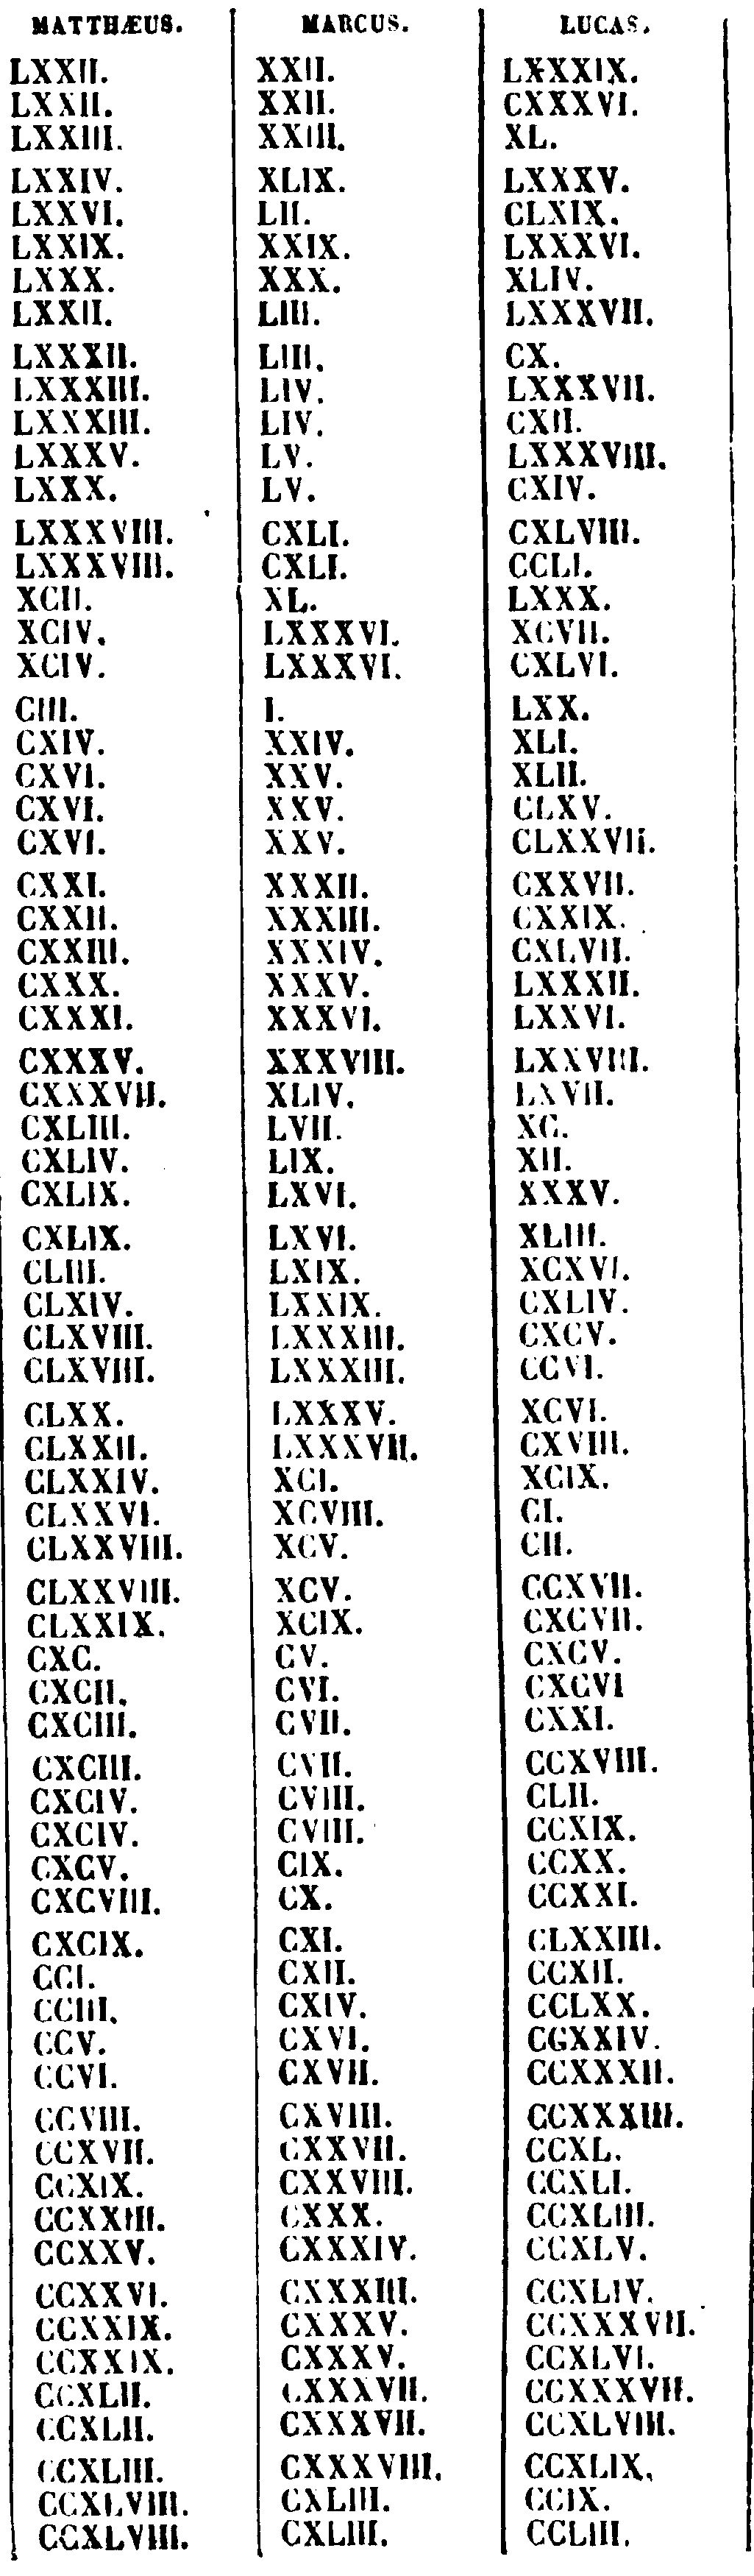 MATTHÆUS. MARCUS. LUCAS.
LXXII. XXII. LXXXIX.
LXXII. XXII. CXXXVI.
LXXIII. XXIII. XL.
LXXIV. XLIX. LXXXV.
LXXVI. LII. CLXIX.
LXXIX. XXIX. LXXXVI.
LXXX. XXX. XLIV.
LXXII. LIII. LXXXVII.
LXXXII. LIII. CX.
LXXXIII. LIV. LXXXVII.
LXXXIII. LIV. CXII.
LXXXV. LV. LXXXVIII.
LXXX. LV. CXIV.
LXXXVIII. CXLI. CXLVIII.
LXXXVIII. CXLI. CCLI.
XCII. XL. LXXX.
XCIV. LXXXVI. XCVII.
XCIV. LXXXVI. CXLVI.
CIII. I. LXX.
CXIV. XXIV. XLI.
CXVI. XXV. XLII.
CXVI. XXV. CLXV.
CXVI. XXV. CLXXVII.
CXXI. XXXII. CXXVII.
CXXII. XXXIII. CXXIX.
CXXIII. XXXIV. CXLVII.
CXXX. XXXV. LXXXII.
CXXXI. XXXVI. LXXVI.
CXXXV. XXXVIII. LXXVIII.
CXXXVII. XLIV. LXVII.
CXLIII. LVII. XC.
CXLIV. LIX. XII.
CXLIX. LXVI. XXXV.
CXLIX. LXVI. XLIII.
CLIII. LXIX. XCXVI.
CLXIV. LXXIX. CXLIV.
CLXVIII. LXXXIII. CXCV.
CLXVIII. LXXXIII. CCVI.
CLXX. LXXXV. XCVI.
CLXXII. LXXXVII. CXVIII.
CLXXIV. XCI. XCIX.
CLXXVI. XCVIII. CI.
CLXXVIII. XCV. CII.
CLXXVIII. XCV. CCXVII.
CLXXIX. XCIX. CXCVII.
CXC. CV. CXCV.
CXCII. CVI. CXCVI
CXCIII. CVII. CXXI.
CXCIII. CVII. CCXVIII.
CXCIV. CVIII. CLII.
CXCIV. CVIII. CCXIX.
CXCV. CIX. CCXX.
CXCVIII. CX. CCXXI.
CXCIX. CXI. CLXXIII.
CCI. CXII. CCXII.
CCIII. CXIV. CCLXX.
CCV. CXVI. CCXXIV.
CCVI. CXVII. CCXXXII.
CCVIII. CXVIII. CCXXXIII.
CCXVII. CXXVII. CCXL.
CCXIX. CXXVIII. CCXLI.
CCXXIII. CXXX. CCXLIII.
CCXXV. CXXXIV. CCXLV.
CCXXVI. CXXXIII. CCXLIV.
CCXXIX. CXXXV. CCXXXVII.
CCXXIX. CXXXV. CCXLVI.
CCXLII. CXXXVII. CCXXXVII.
CCXLII. CXXXVII. CCXLVIII.
CCXLIII. CXXXVIII. CCXLIX.
CCXLVIII. CXLIII. CCIX.
CCXLVIII. CXLIII. CCLIII.